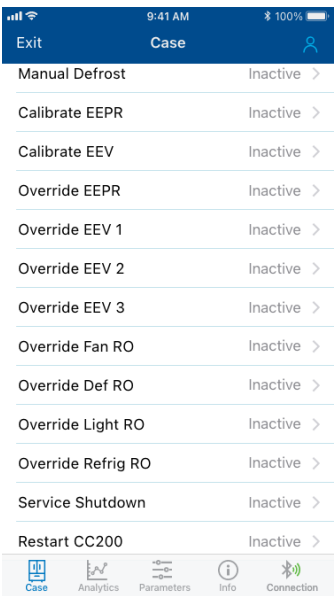 9:41 AM
100%
Exit
Case
Manual Defrost Inactive
Calibrate EEPR Inactive
Calibrate EEV Inactive
Override EEPR Inactive
Override EEV 1 Inactive
Override EEV 2 Inactive
Override EEV 3 Inactive
Override Fan RO Inactive
Override Def RO Inactive
Override Light RO Inactive
Override Refrig RO Inactive
Service Shutdown Inactive
Restart CC200 Inactive
Case Analytics Parameters Info Connection